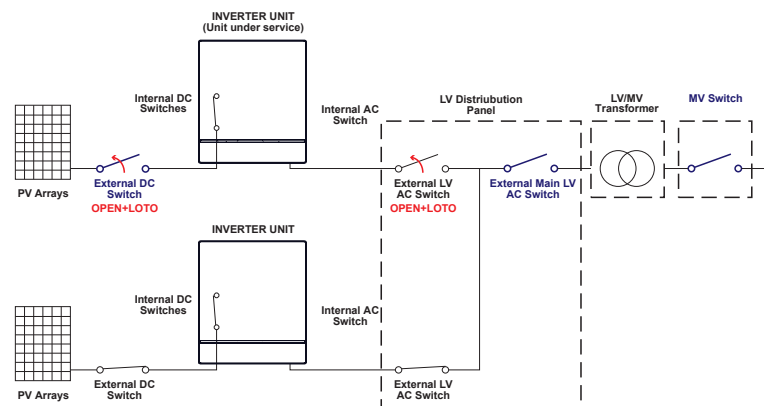 INVERTER UNIT
(Unit under service)
Internal DC
Switches
Internal AC
Switch
LV Distriubution
Panel
LV/MV
Transformer
MV Switch
PV Arrays
External DC
Switch
OPEN+LOTO
External LV
AC Switch
OPEN+LOTO
External Main LV
AC Switch
INVERTER UNIT
Internal DC
Switches
Internal AC
Switch
PV Arrays
External DC
Switch
External LV
AC Switch